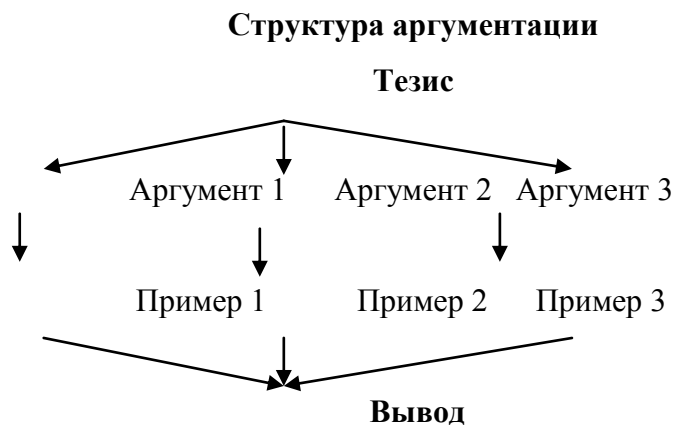 Структура аргументации
Тезис
Аргумент 1 Аргумент 2 Аргумент 3
Пример 1 Пример 2 Пример 3
Вывод